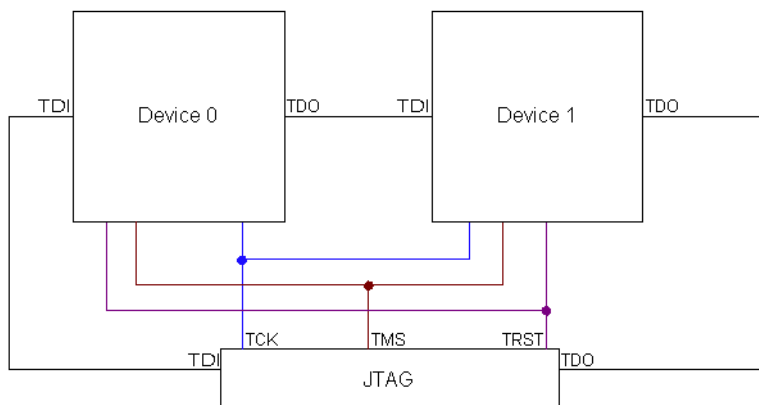 TDI
Device 0
TDO
TDI
Device 1
TDO
TCK
TMS
TRST
TDI
JTAG
TDO